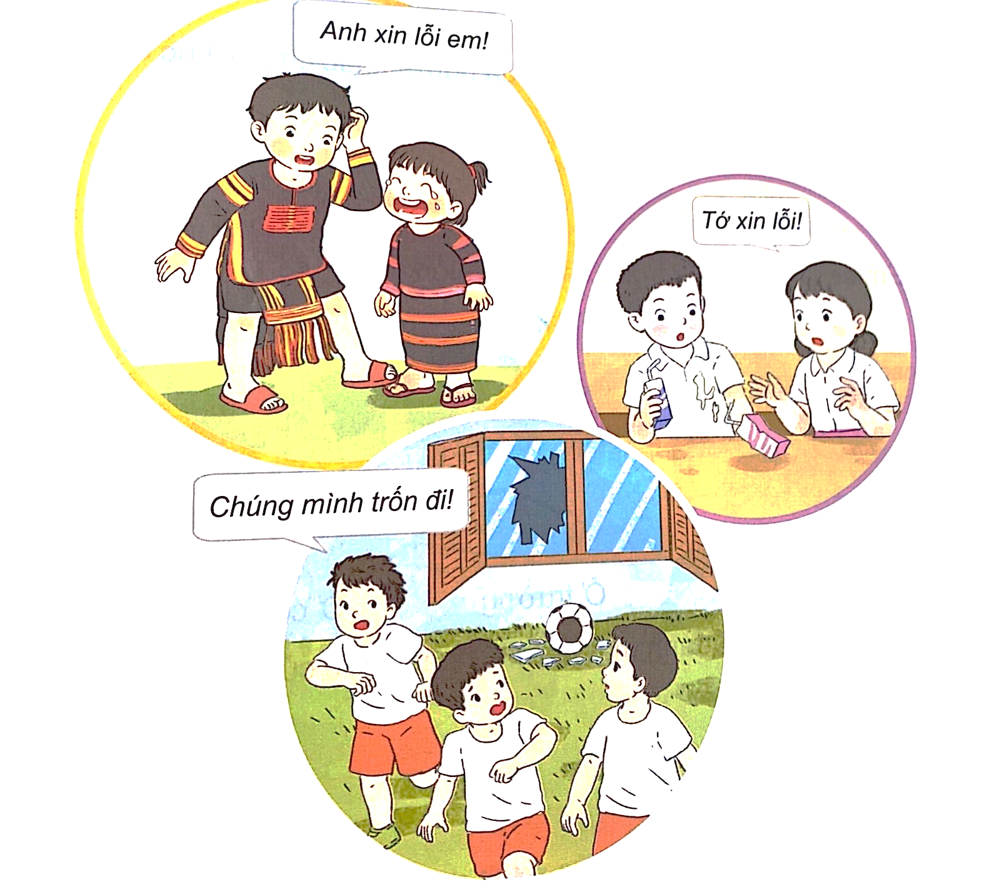 Anh xin lỗi em!
Tớ xin lỗi!
Chúng mình trốn đi!